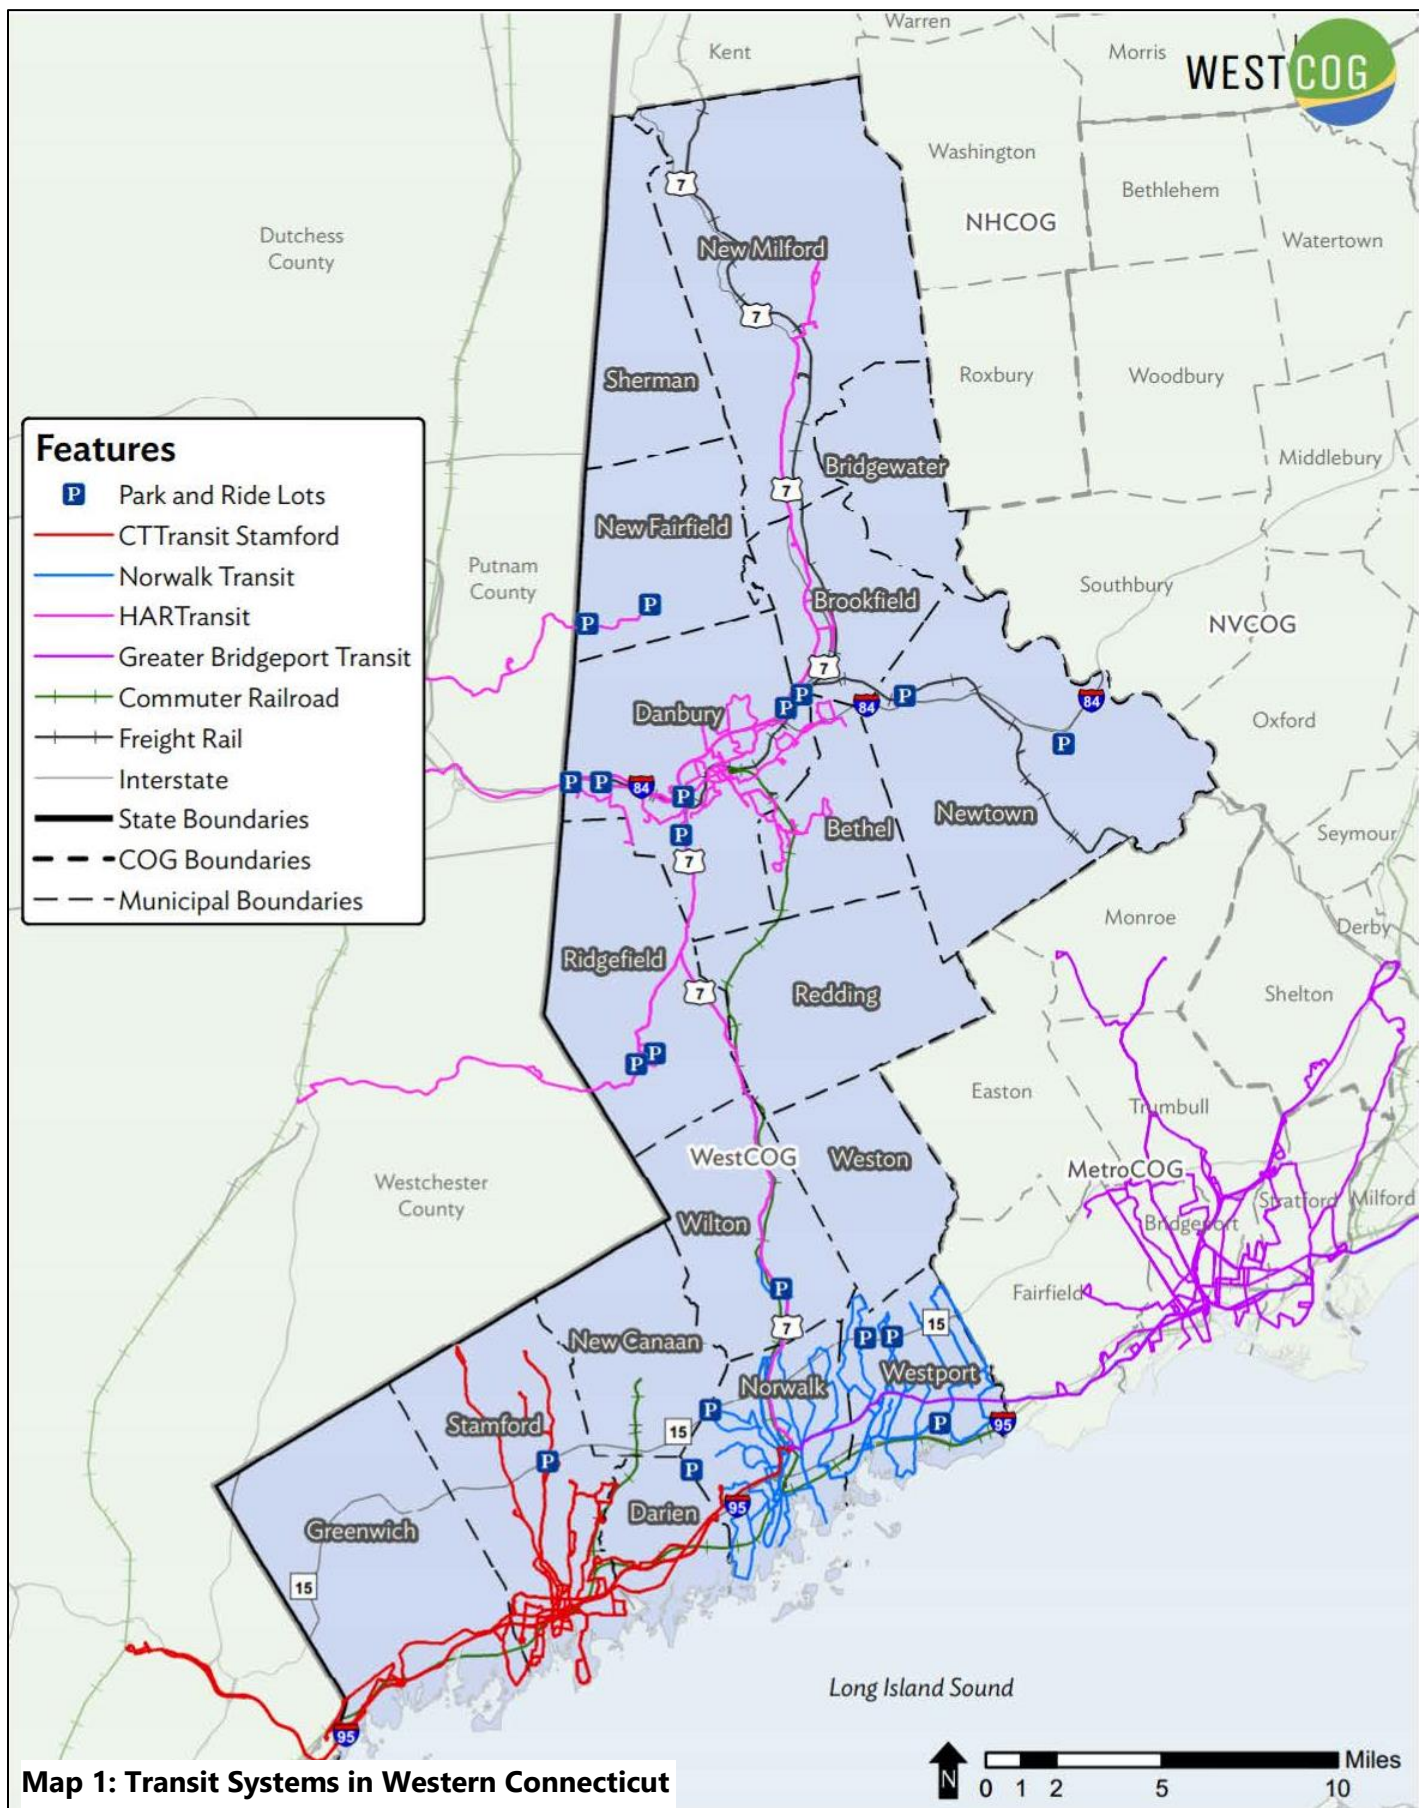 Warren
Kent
Morris
WESTCOG
Washington
Bethlehem
7
NHCOG
Dutchess
County
New Milford
Watertown
7
Sherman
Roxbury
Woodbury
Features
P Park and Ride Lots
CTTransit Stamford
Norwalk Transit
HARTransit
Greater Bridgeport Transit
Commuter Railroad
Freight Rail
Interstate
State Boundaries
COG Boundaries
Municipal Boundaries
Bridgewater
Middlebury
7
New Fairfield
Putnam
County
Southbury
P
P
Brookfield
NVCOG
7
P
P
84
P
84
Danbury
Oxford
P
P
P
84
P
Newtown
Bethel
P
Seymour
7
Monroe
Derby
Ridgefield
7
Redding
Shelton
P
P
Easton
Trumbull
WestCOG
Weston
MetroCOG
Westchester
County
Stratford
Milford
Wilton
Bridgeport
P
Fairfield
7
15
New Canaan
P
P
Westport
Norwalk
P
Stamford
15
P
95
P
P
95
Darien
Greenwich
15
Long Island Sound
95
N
Miles
0 1 2 5 10
Map 1: Transit Systems in Western Connecticut